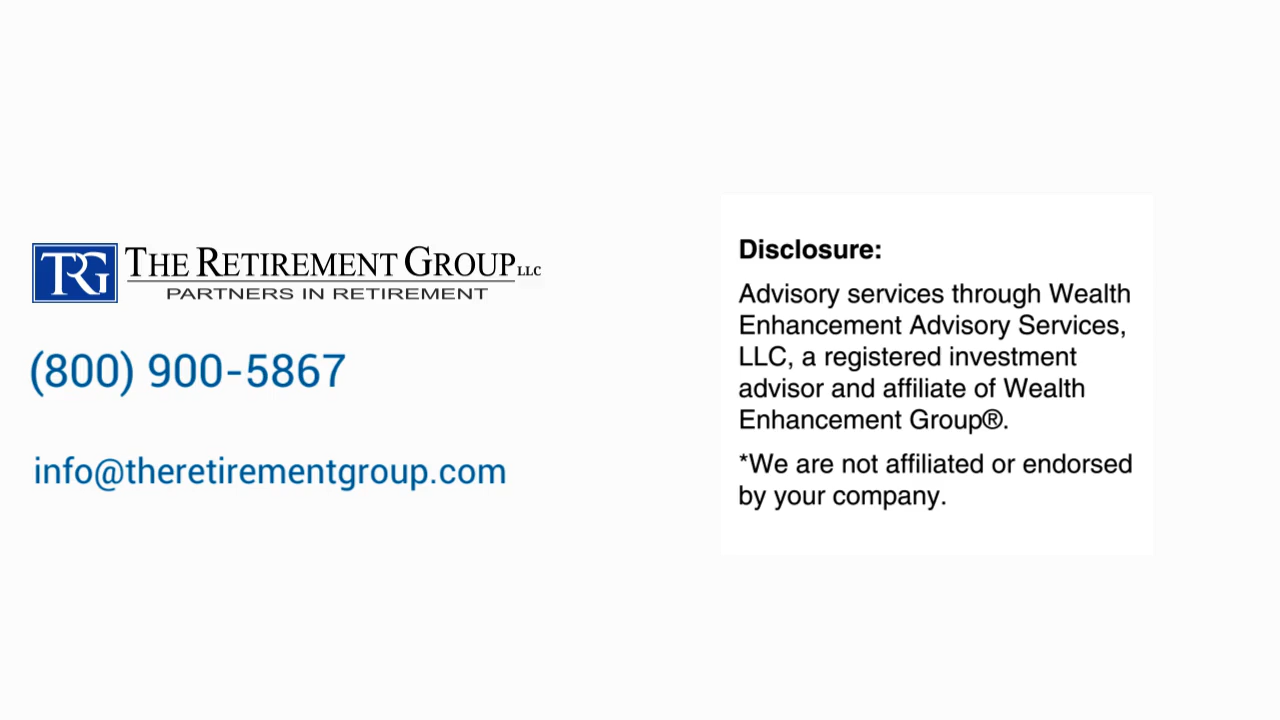 TRG THE RETIREMENT GROUP LLC
PARTNERS IN RETIREMENT
(800) 900-5867
info@theretirementgroup.com
Disclosure:
Advisory services through Wealth
Enhancement Advisory Services,
LLC, a registered investment
advisor and affiliate of Wealth
Enhancement Group®.
*We are not affiliated or endorsed
by your company.